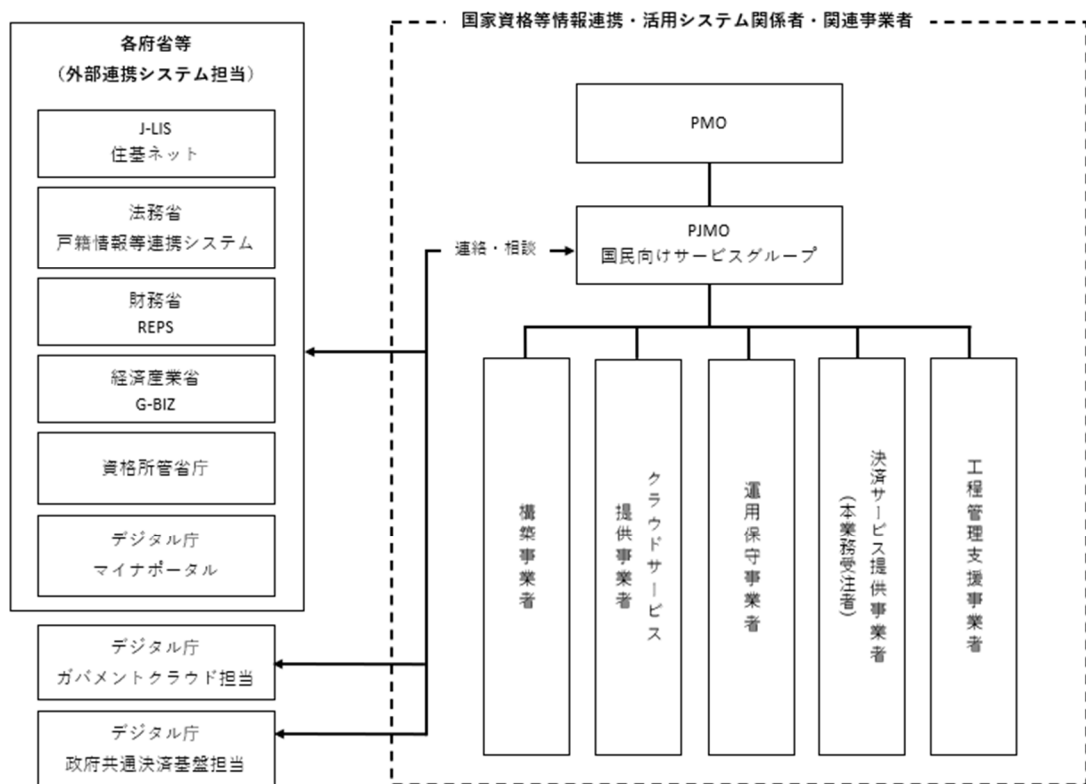 国家資格等情報連携・活用システム関係者・関連事業者
各府省等
（外部連携システム担当）
J-LIS
住基ネット
法務省
戸籍情報等連携システム
財務省
REPS
経済産業省
G-BIZ
資格所管省庁
デジタル庁
マイナポータル
デジタル庁
ガバメントクラウド担当
デジタル庁
政府共通決済基盤担当
連絡・相談
PMO
PJMO
国民向けサービスグループ
構築事業者
クラウドサービス
提供事業者
運用保守事業者
決済サービス提供事業者
（本業務受注者）
工程管理支援事業者